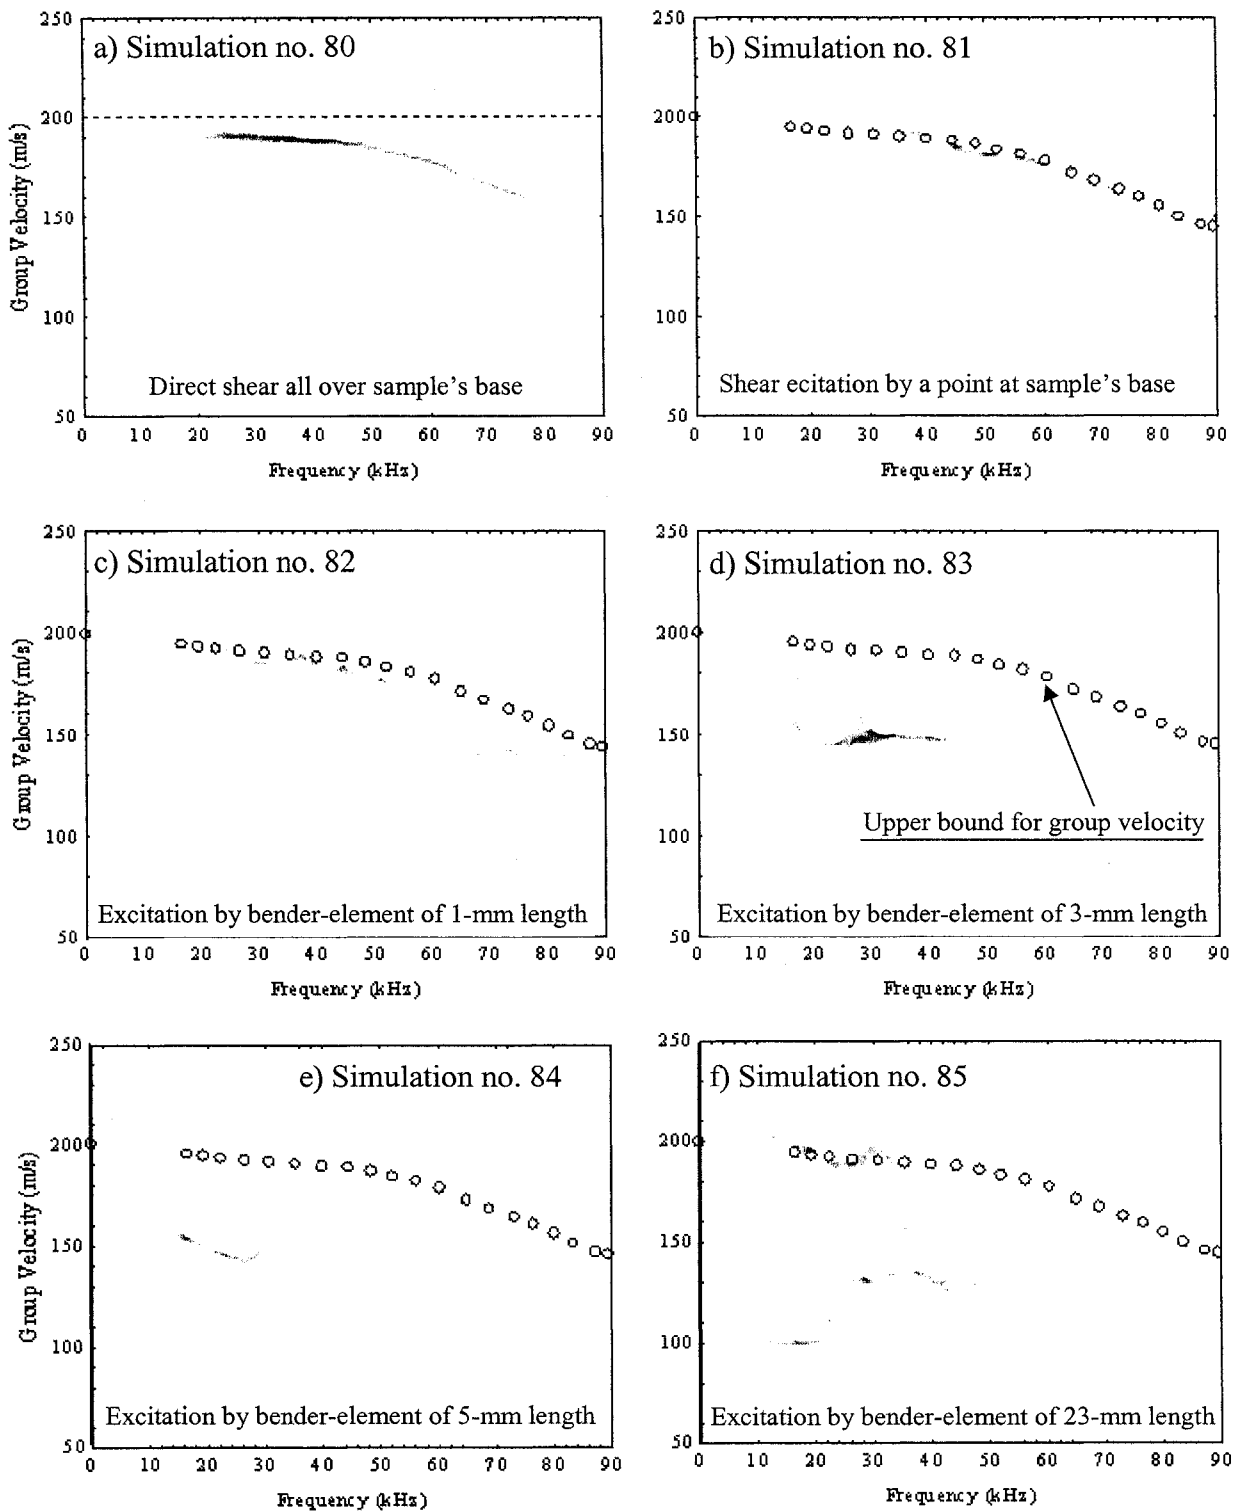 a) Simulation no. 80
250
200
150
100
50
Group Velocity (m/s)
Direct shear all over sample's base
0 10 20 30 40 50 60 70 80 90
Frequency (kHz)
b) Simulation no. 81
250
200
150
100
50
Shear ecitation by a point at sample's base
0 10 20 30 40 50 60 70 80 90
Frequency (kHz)
c) Simulation no. 82
250
200
150
100
50
Group Velocity (m/s)
Excitation by bender-element of 1-mm length
0 10 20 30 40 50 60 70 80 90
Frequency (kHz)
d) Simulation no. 83
250
200
150
100
50
Upper bound for group velocity
Excitation by bender-element of 3-mm length
0 10 20 30 40 50 60 70 80 90
Frequency (kHz)
e) Simulation no. 84
250
200
150
100
50
Group Velocity (m/s)
Excitation by bender-element of 5-mm length
0 10 20 30 40 50 60 70 80 90
Frequency (kHz)
f) Simulation no. 85
250
200
150
100
50
Excitation by bender-element of 23-mm length
0 10 20 30 40 50 60 70 80 90
Frequency (kHz)